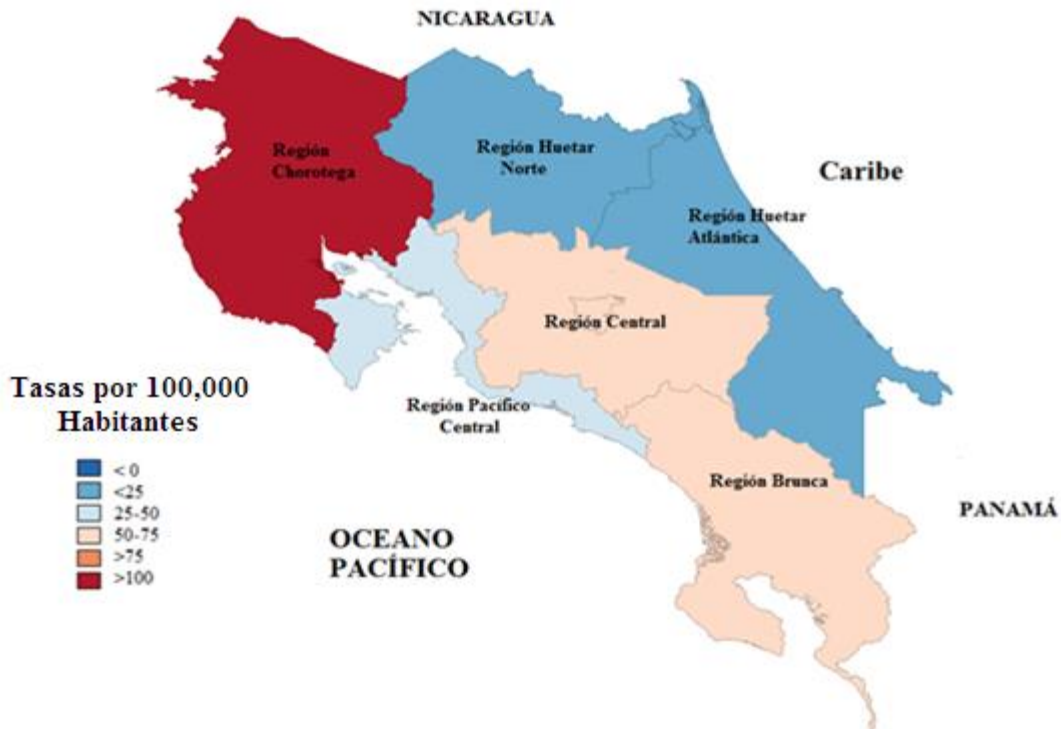 NICARAGUA
Región
Chorotega
Región Huetar
Norte
Caribe
Región Huetar
Atlántica
Región Central
Tasas por 100,000
Habitantes
Región Pacífico
Central
< 0
<25
25-50
50-75
>75
>100
Región Brunca
PANAMÁ
OCEANO
PACÍFICO